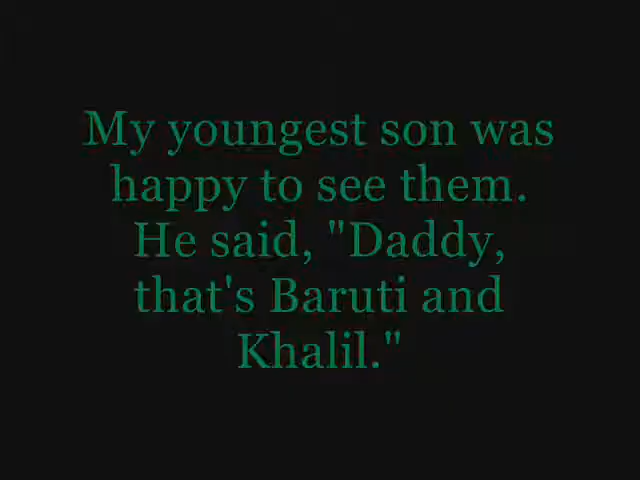 My youngest son was
happy to see them.
He said, "Daddy,
that's Baruti and
Khalil."